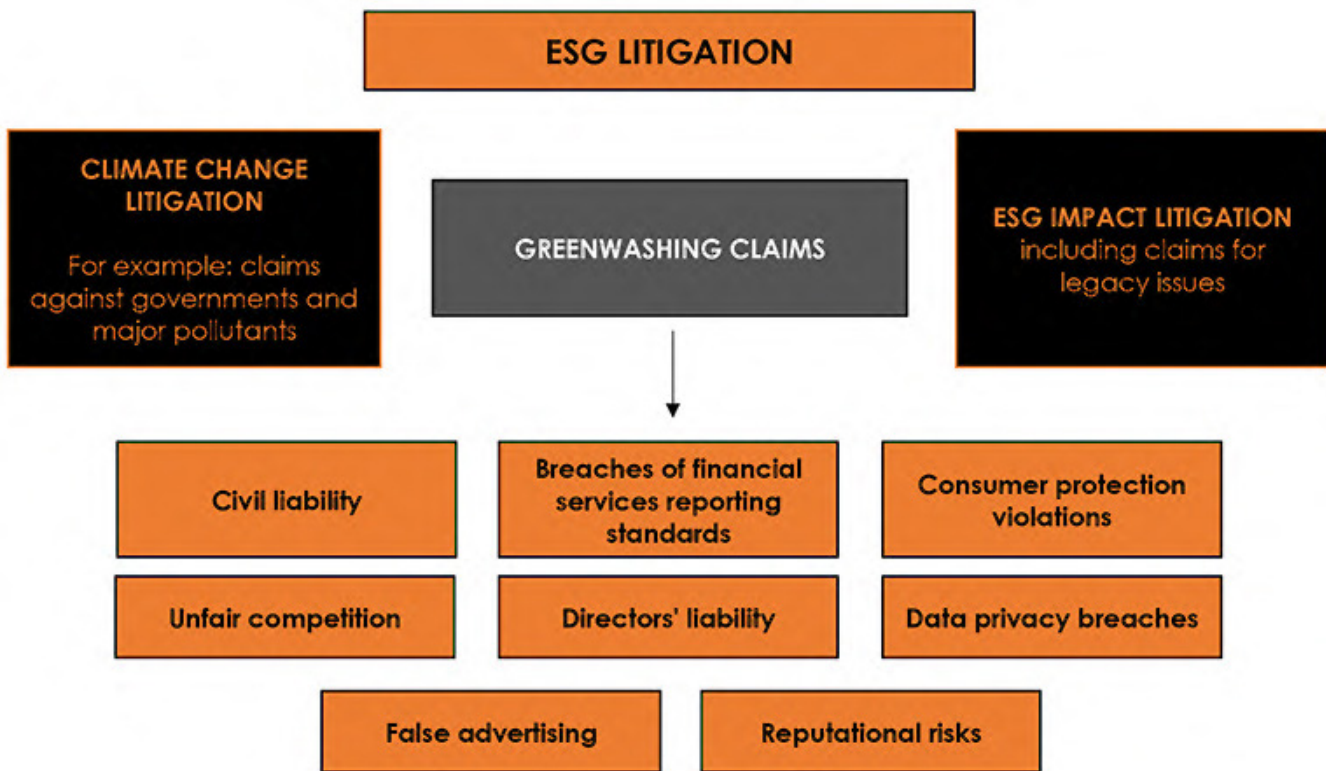 ESG LITIGATION
CLIMATE CHANGE
LITIGATION
For example: claims
against governments and
major pollutants
GREENWASHING CLAIMS
ESG IMPACT LITIGATION
including claims for
legacy issues
Civil liability
Breaches of financial
services reporting
standards
Consumer protection
violations
Unfair competition
Directors' liability
Data privacy breaches
False advertising
Reputational risks